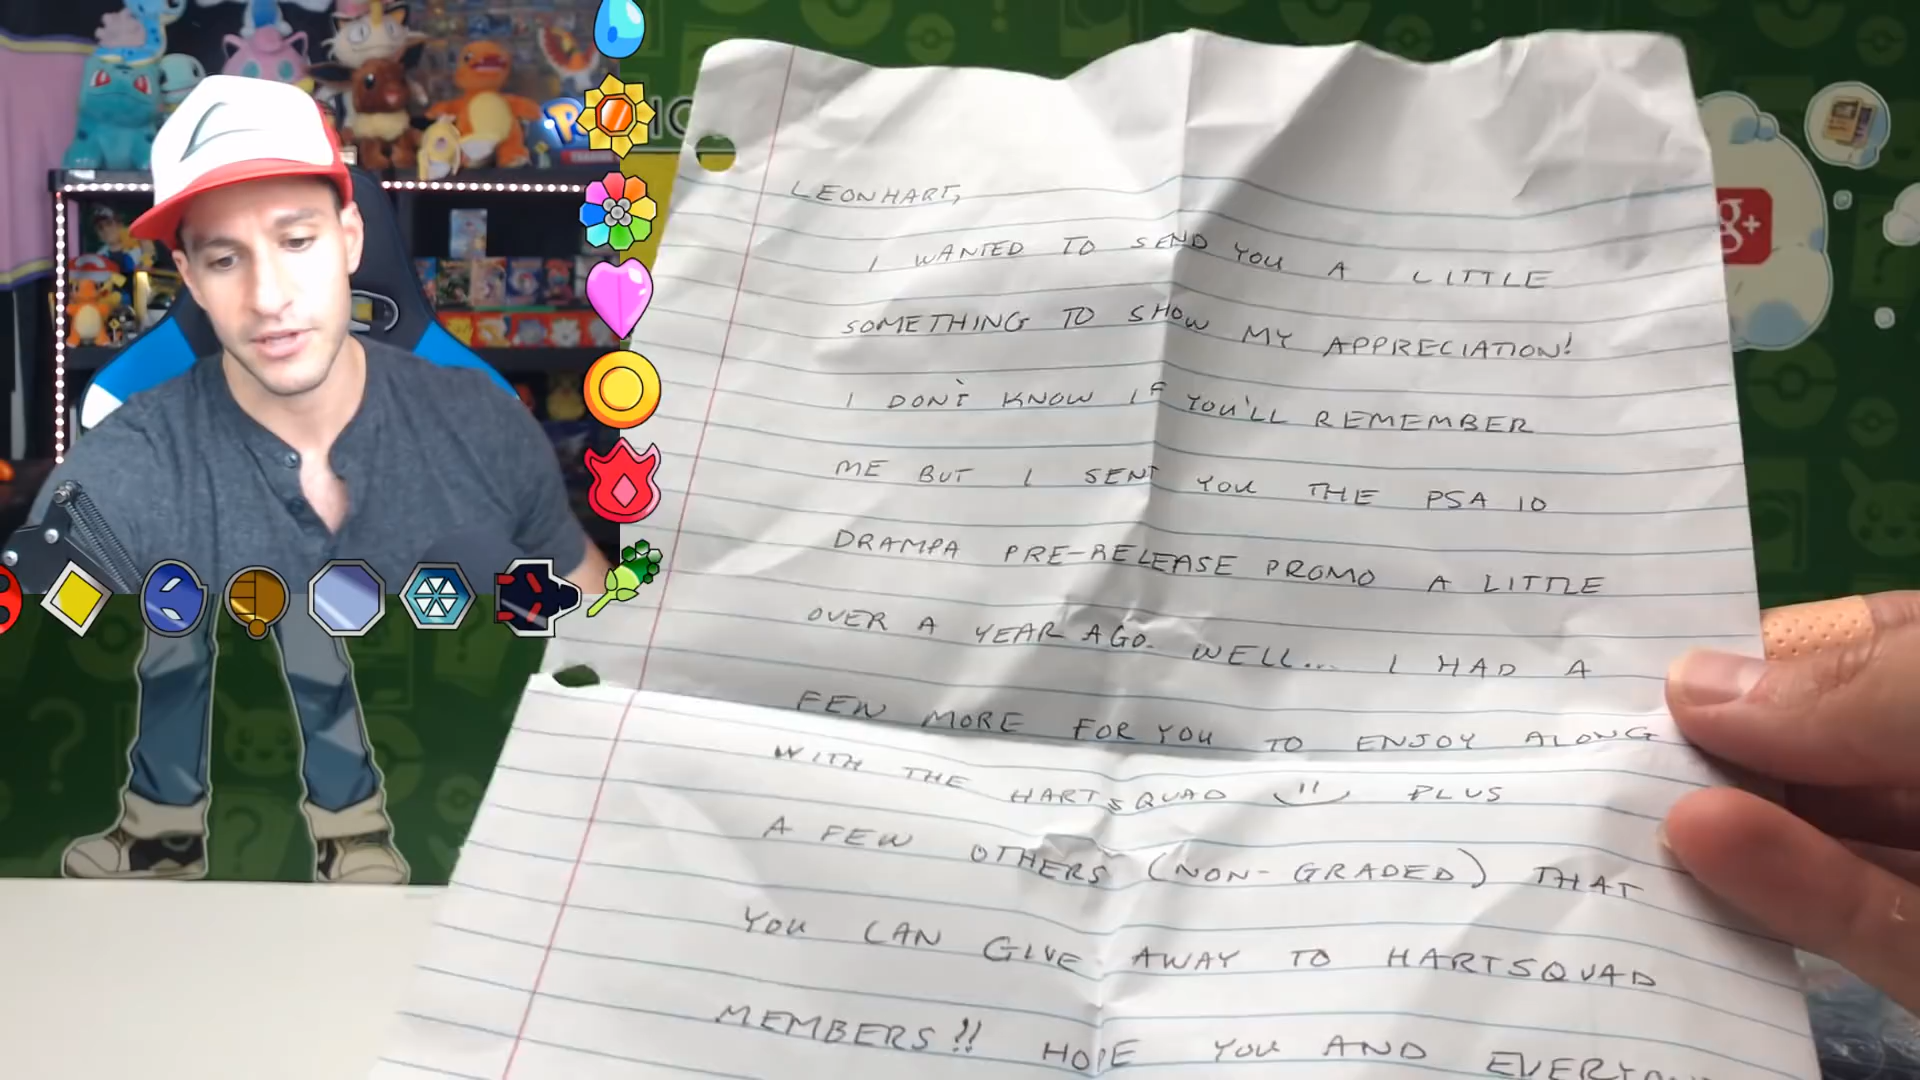 LEONHART,
I WANTED TO SEND YOU A LITTLE
SOMETHING TO SHOW MY APPRECIATION!
I DON'T KNOW IF YOU'LL REMEMBER
ME BUT I SENT YOU THE PSA 10
DRAMPA PRE-RELEASE PROMO A LITTLE
OVER A YEAR AGO. WELL... I HAD A
FEW MORE FOR YOU TO ENJOY ALONG
WITH THE HARTSQUAD PLUS
A FEW OTHERS (NON-GRADED) THAT
YOU CAN GIVE AWAY TO HARTSQUAD
MEMBERS!! HOPE YOU AND
g+